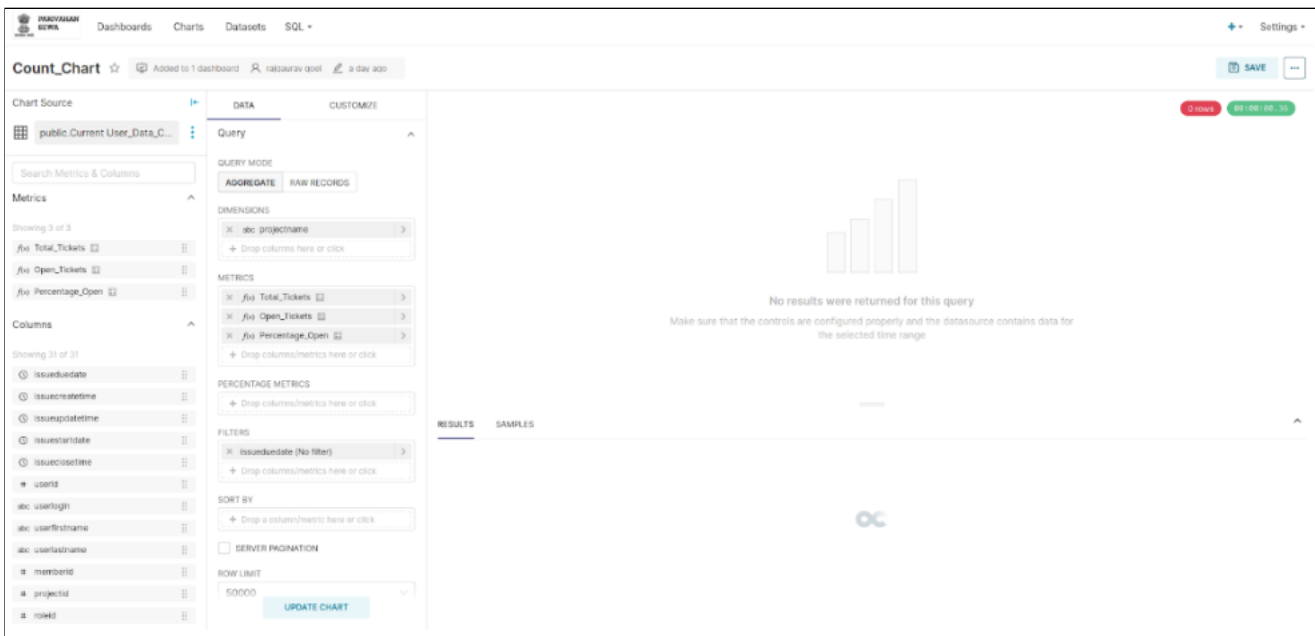 PARIVAHAN
SEWA
Dashboards Charts Datasets SQL
Settings
Count_Chart
Added to 1 dashboard rajgaurav goel a day ago
SAVE
Chart Source
public.Current User_Data_C...
Search Metrics & Columns
Metrics
Showing 3 of 3
f(x) Total_Tickets
f(x) Open_Tickets
f(x) Percentage_Open
Columns
Showing 31 of 31
issueduedate
issuecreatetime
issueupdatetime
issuestartdate
issueclosetime
# userid
abc userlogin
abc userfirstname
abc userlastname
# memberid
# projectid
# roleid
DATA CUSTOMIZE
Query
QUERY MODE
AGGREGATE RAW RECORDS
DIMENSIONS
× abc projectname
+ Drop columns here or click
METRICS
× f(x) Total_Tickets
× f(x) Open_Tickets
× f(x) Percentage_Open
+ Drop columns/metrics here or click
PERCENTAGE METRICS
+ Drop columns/metrics here or click
FILTERS
× issueduedate (No filter)
+ Drop columns/metrics here or click
SORT BY
+ Drop a column/metric here or click
SERVER PAGINATION
ROW LIMIT
50000
UPDATE CHART
0 rows 00:00:00.36
No results were returned for this query
Make sure that the controls are configured properly and the datasource contains data for
the selected time range
RESULTS SAMPLES